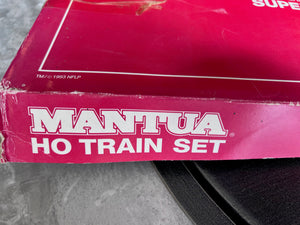 SUPE
TM/© 1993 NFLP
MANTUA®
HO TRAIN SET